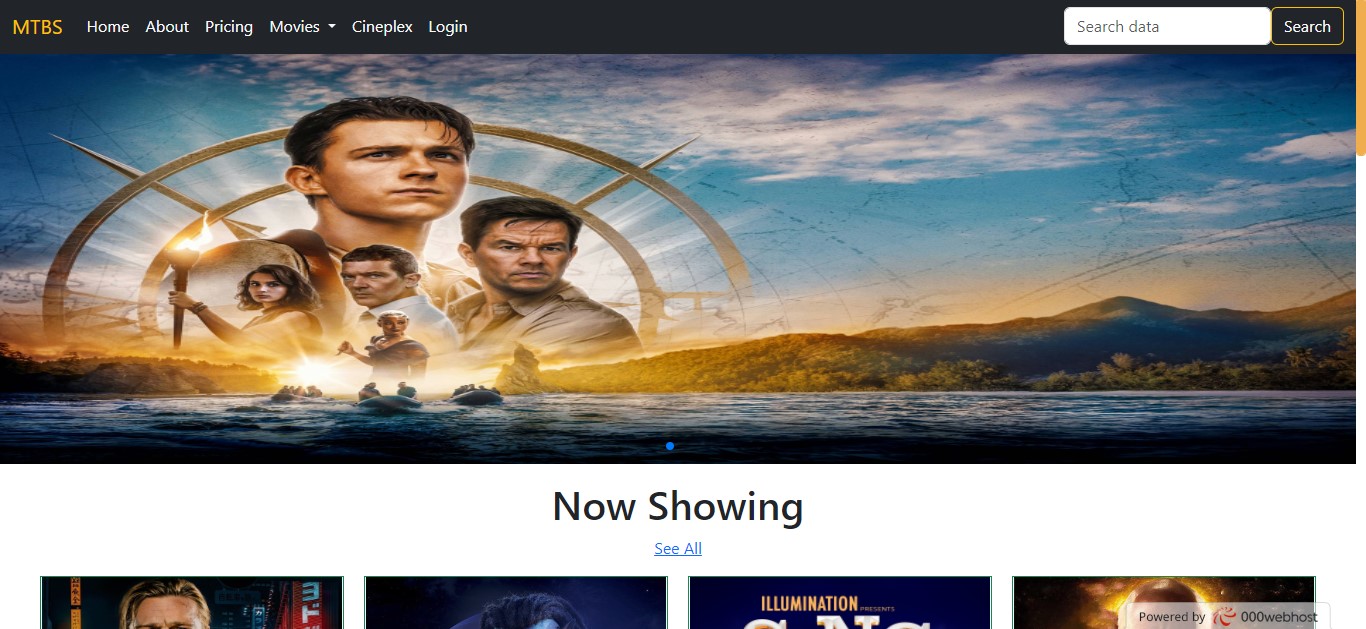 MTBS Home About Pricing Movies Cineplex Login Search data Search
Now Showing
See All
ILLUMINATION PRESENTS
Powered by 000webhost